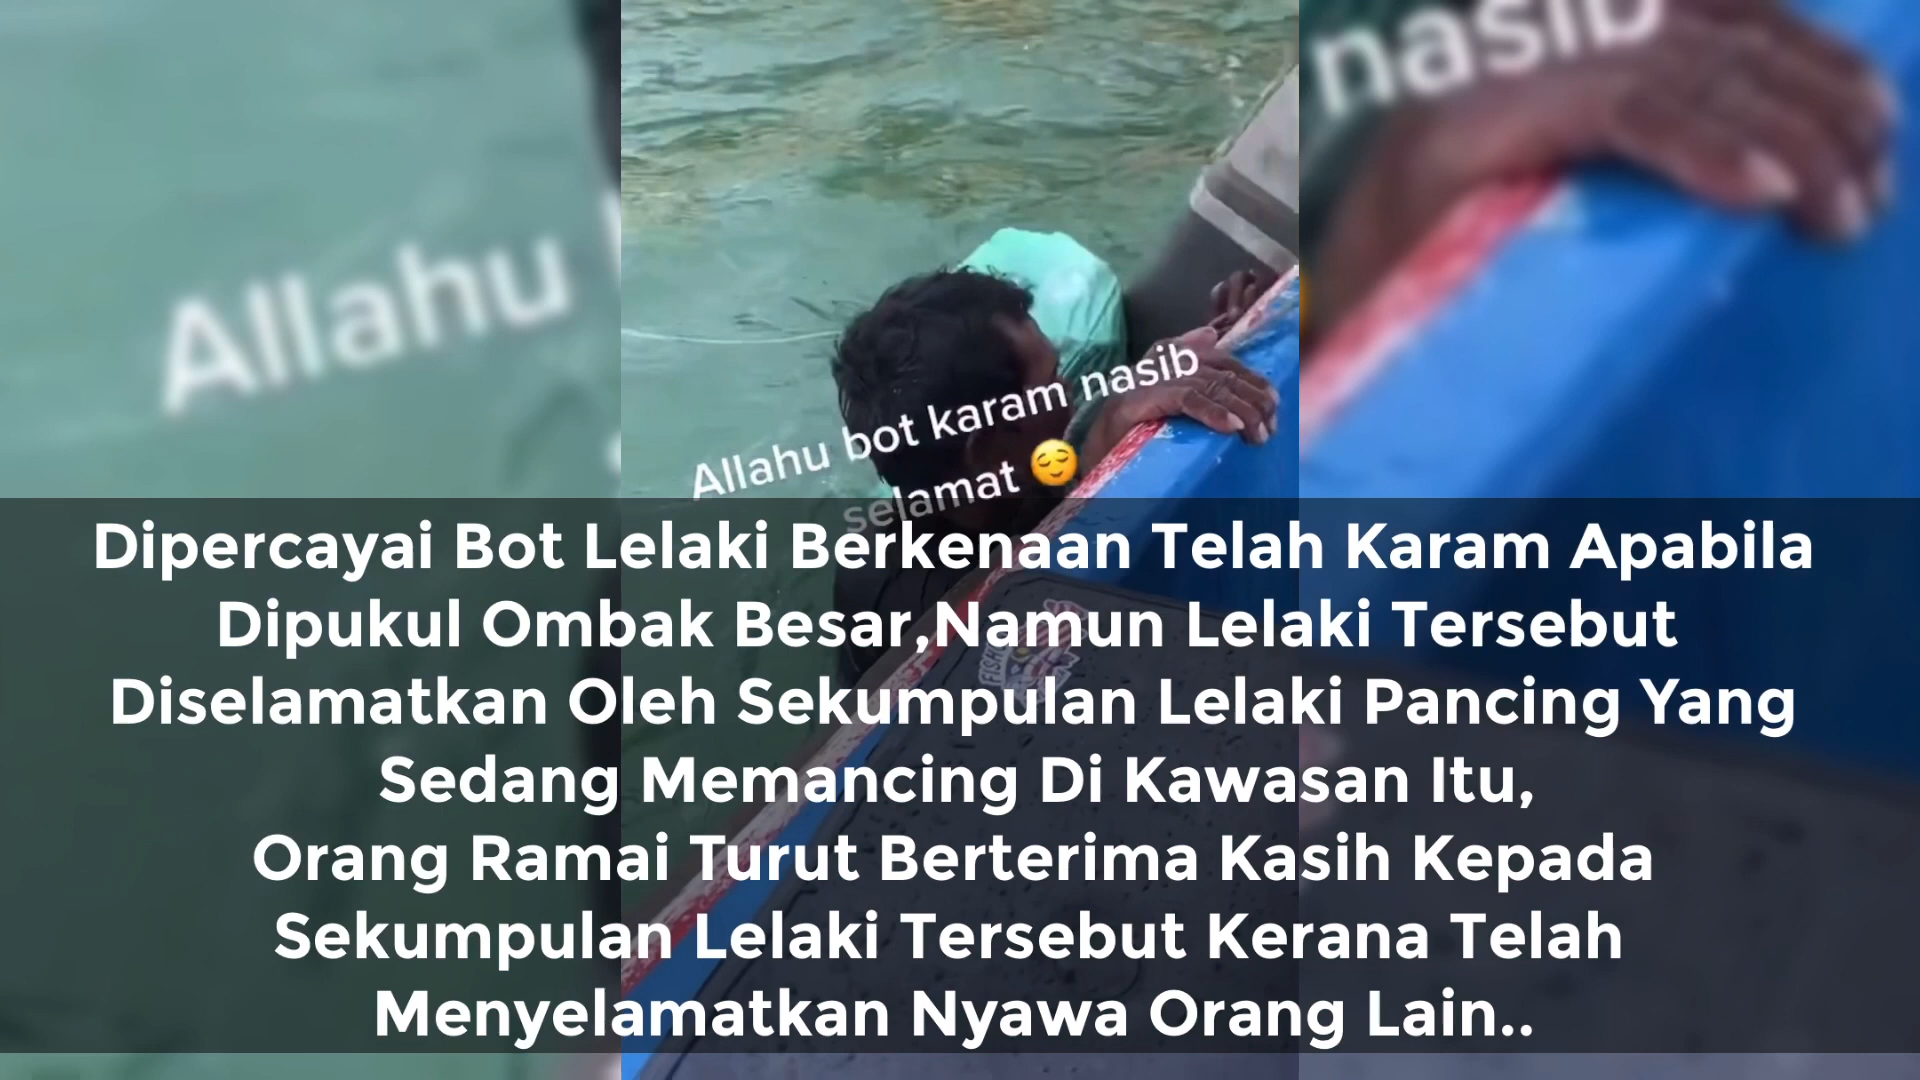 nasib
Allahu
Allahu bot karam nasib
selamat 😌
Dipercayai Bot Lelaki Berkenaan Telah Karam Apabila
Dipukul Ombak Besar,Namun Lelaki Tersebut
Diselamatkan Oleh Sekumpulan Lelaki Pancing Yang
Sedang Memancing Di Kawasan Itu,
Orang Ramai Turut Berterima Kasih Kepada
Sekumpulan Lelaki Tersebut Kerana Telah
Menyelamatkan Nyawa Orang Lain..